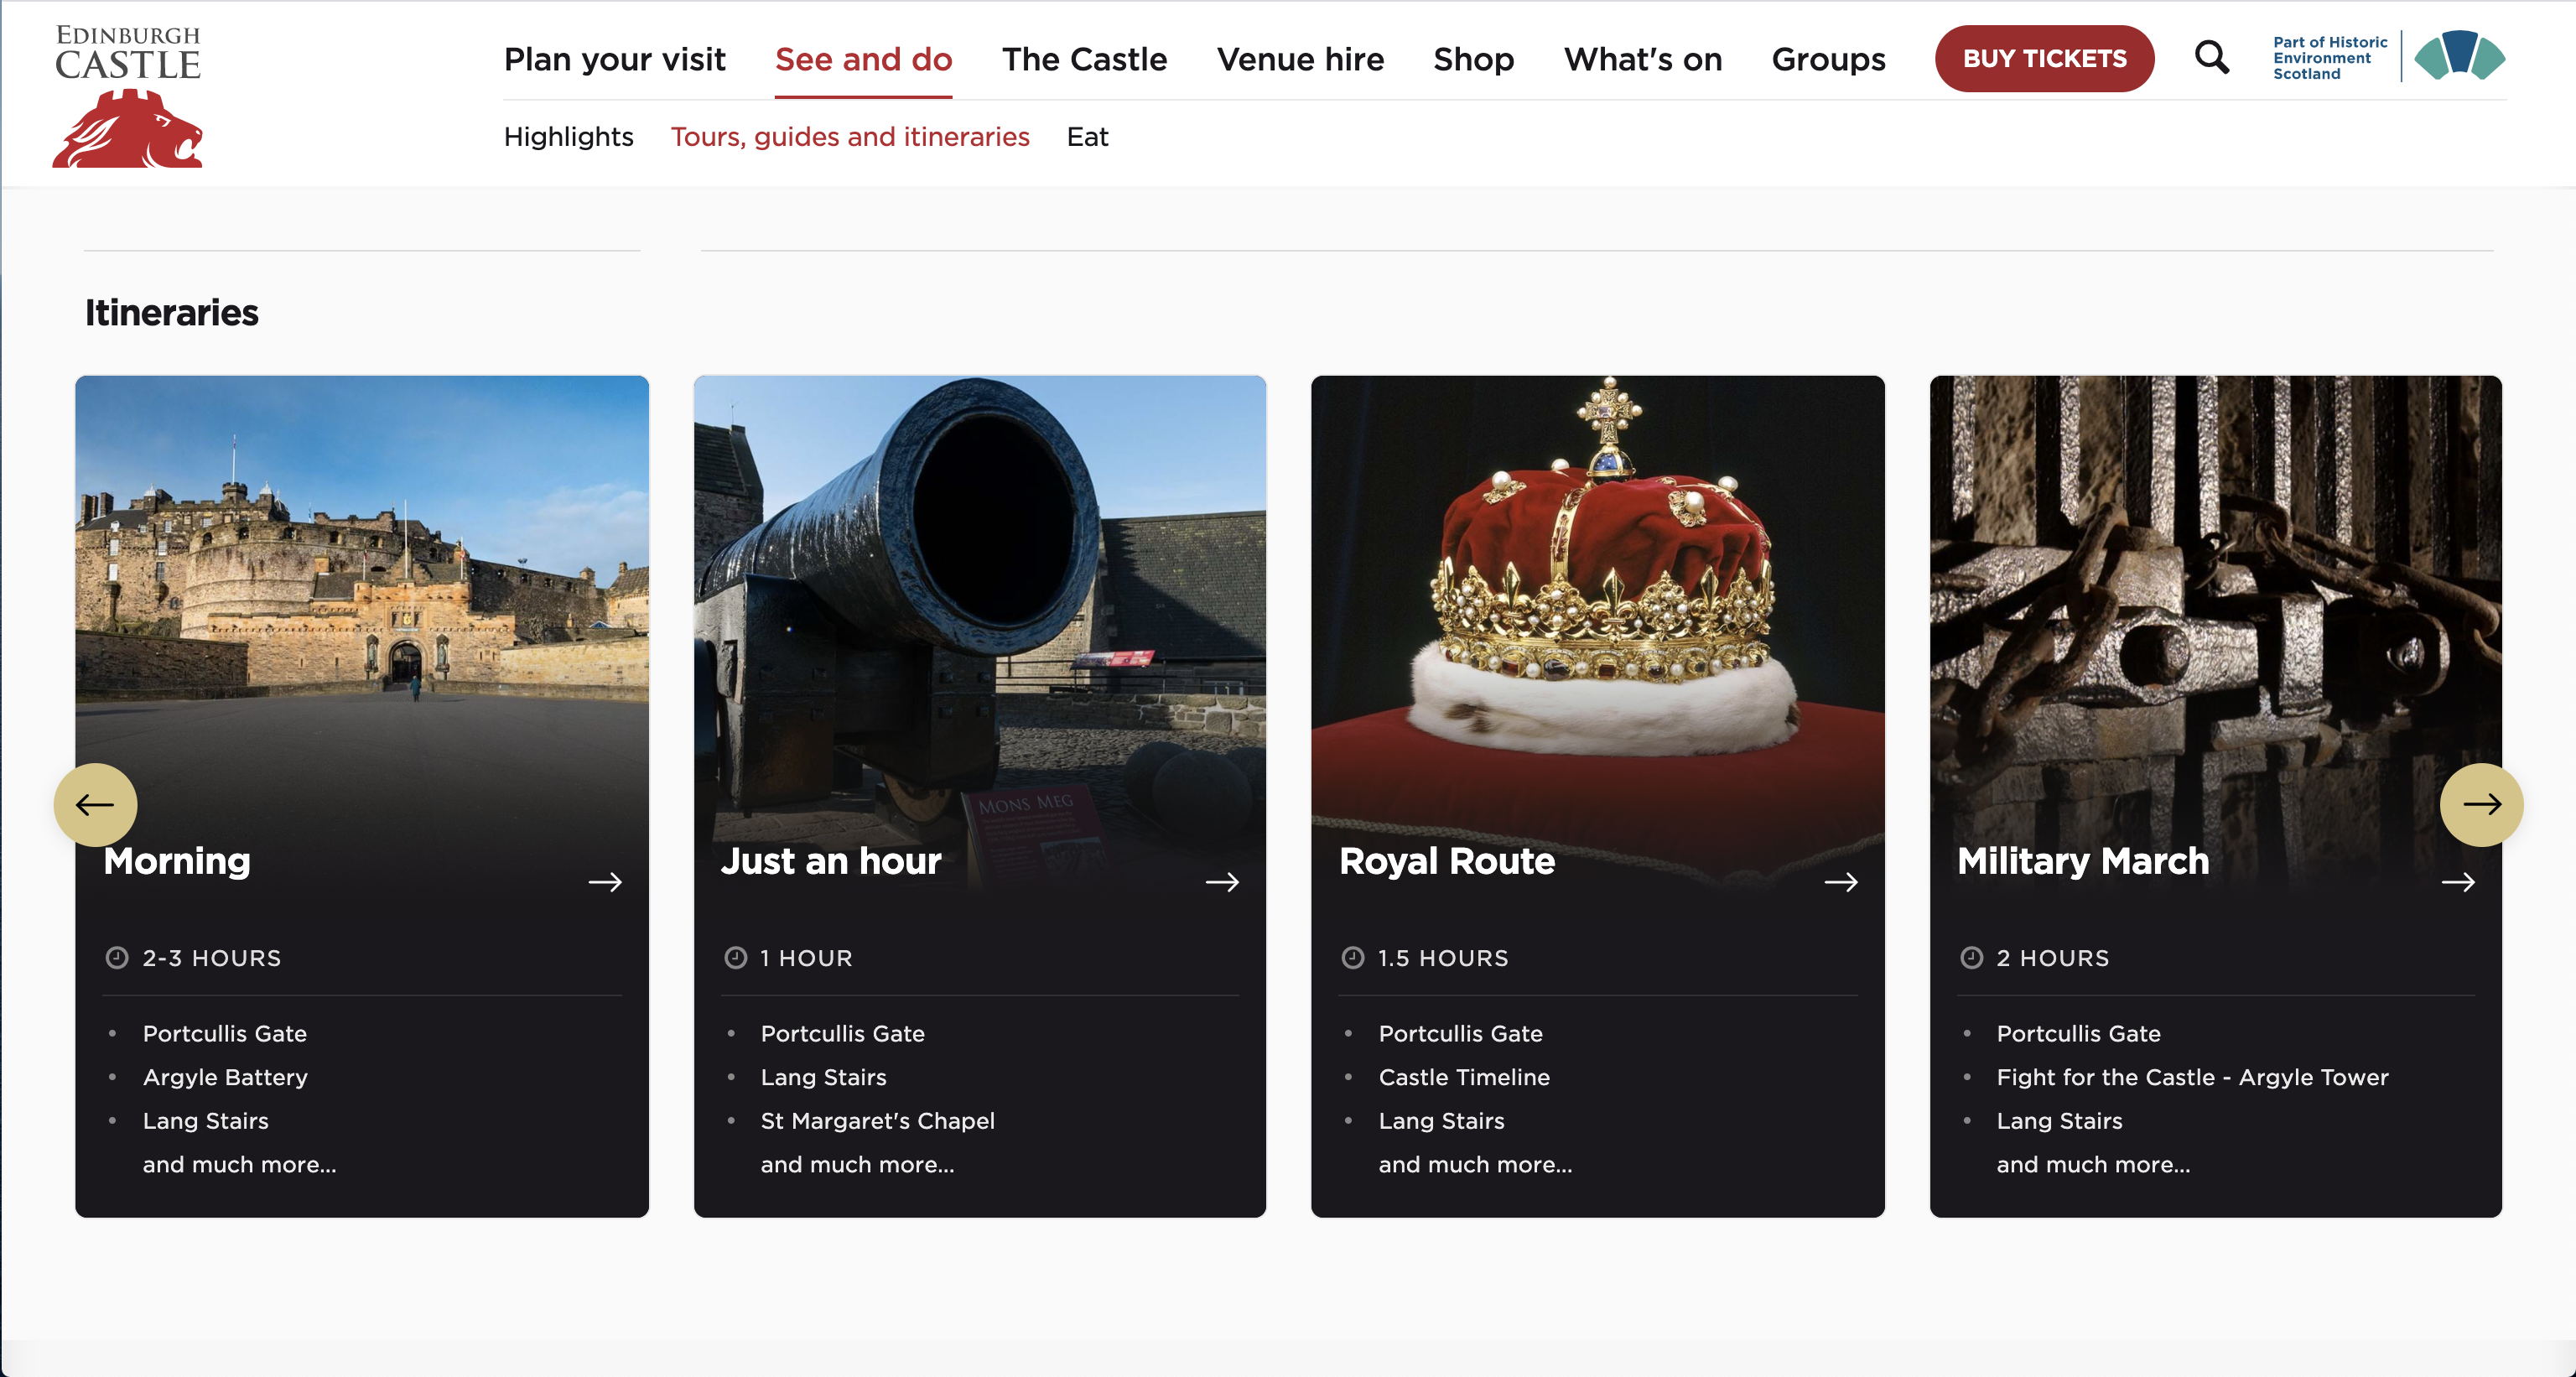 EDINBURGH
CASTLE
Plan your visit
See and do
The Castle
Venue hire
Shop
What's on
Groups
BUY TICKETS
Part of Historic
Environment
Scotland
Highlights
Tours, guides and itineraries
Eat
Itineraries
MONS MEG
Morning
2-3 HOURS
Portcullis Gate
Argyle Battery
Lang Stairs
and much more...
Just an hour
1 HOUR
Portcullis Gate
Lang Stairs
St Margaret's Chapel
and much more...
Royal Route
1.5 HOURS
Portcullis Gate
Castle Timeline
Lang Stairs
and much more...
Military March
2 HOURS
Portcullis Gate
Fight for the Castle - Argyle Tower
Lang Stairs
and much more...